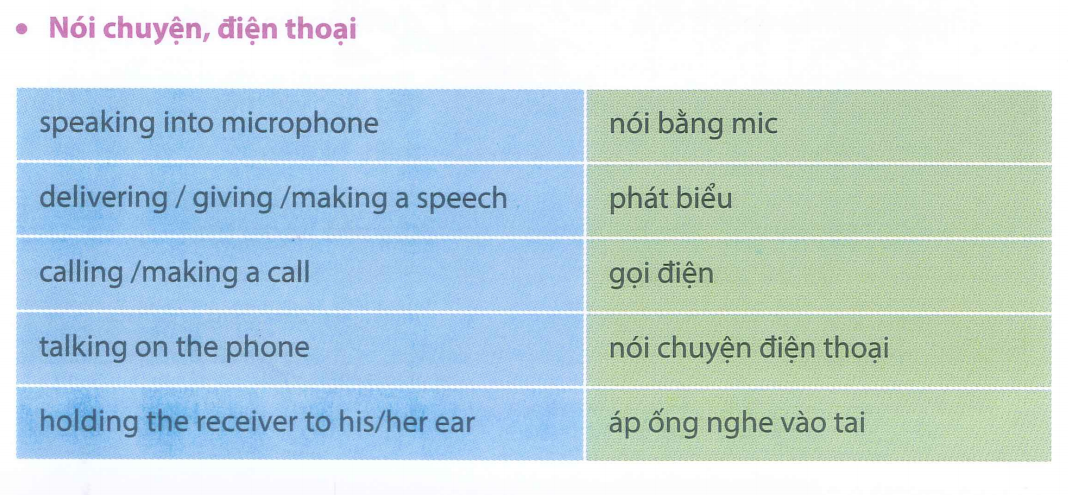 • Nói chuyện, điện thoại
speaking into microphone
nói bằng mic
delivering / giving /making a speech
phát biểu
calling /making a call
gọi điện
talking on the phone
nói chuyện điện thoại
holding the receiver to his/her ear
áp ống nghe vào tai